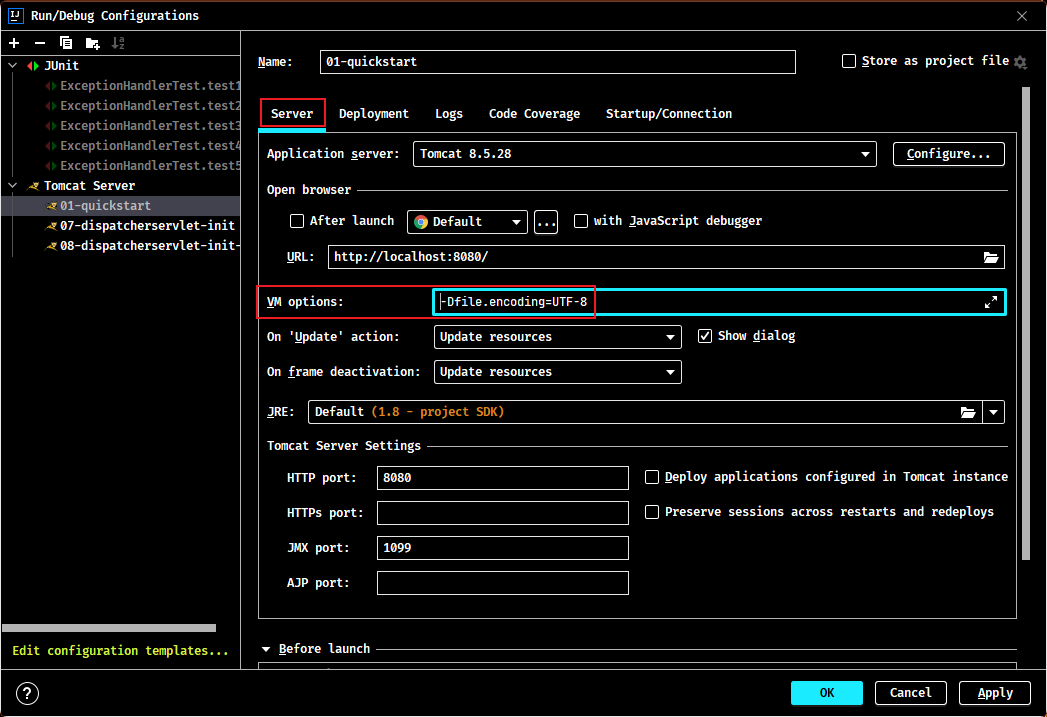 IJ Run/Debug Configurations
Name: 01-quickstart Store as project file
JUnit
ExceptionHandlerTest.test1
ExceptionHandlerTest.test2
ExceptionHandlerTest.test3
ExceptionHandlerTest.test4
ExceptionHandlerTest.test5
Tomcat Server
01-quickstart
07-dispatcherservlet-init
08-dispatcherservlet-init-
Edit configuration templates...
Server Deployment Logs Code Coverage Startup/Connection
Application server: Tomcat 8.5.28 Configure...
Open browser
After launch Default ... with JavaScript debugger
URL: http://localhost:8080/
VM options: -Dfile.encoding=UTF-8
On 'Update' action: Update resources Show dialog
On frame deactivation: Update resources
JRE: Default (1.8 - project SDK)
Tomcat Server Settings
HTTP port: 8080 Deploy applications configured in Tomcat instance
HTTPs port: Preserve sessions across restarts and redeploys
JMX port: 1099
AJP port:
Before launch
? OK Cancel Apply